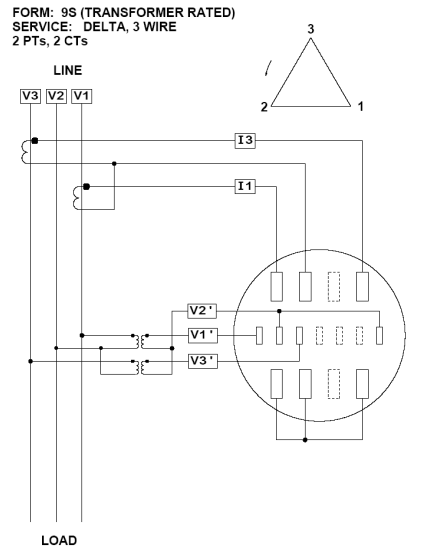 FORM: 9S (TRANSFORMER RATED)
SERVICE: DELTA, 3 WIRE
2 PTs, 2 CTs
3
2
1
LINE
V3 V2 V1
I3
I1
V2'
V1'
V3'
LOAD